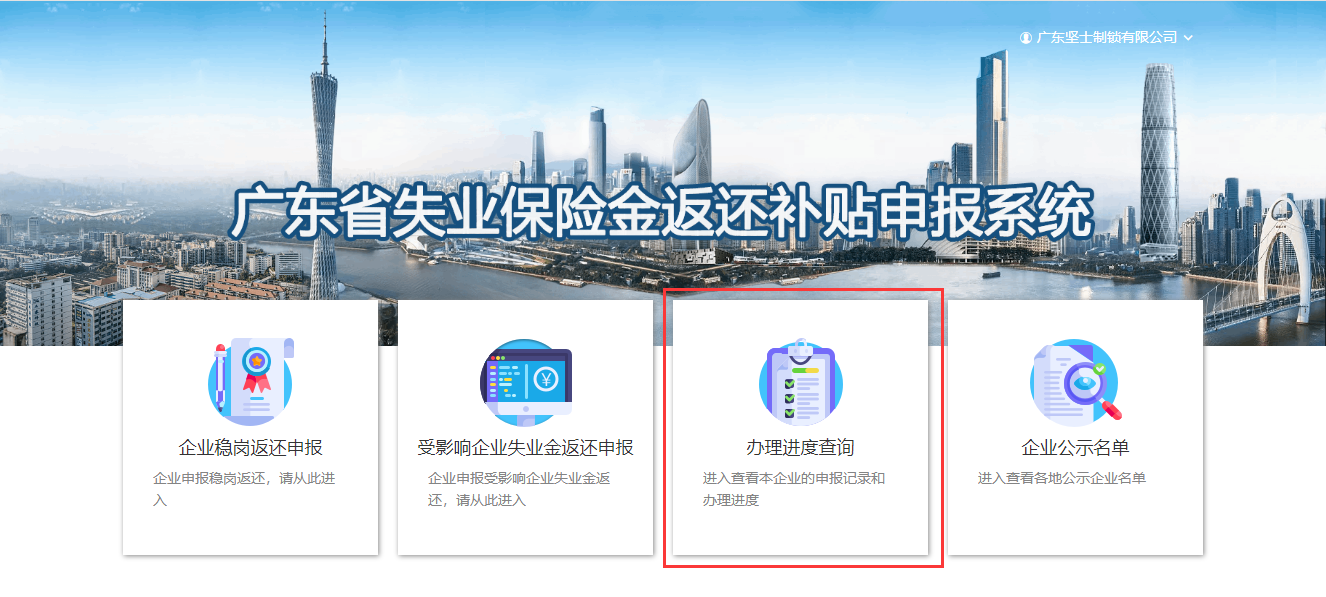 广东坚士制锁有限公司
广东省失业保险金返还补贴申报系统
企业稳岗返还申报
企业申报稳岗返还，请从此进
入
受影响企业失业金返还申报
企业申报受影响企业失业金返
还，请从此进入
办理进度查询
进入查看本企业的申报记录和
办理进度
企业公示名单
进入查看各地公示企业名单